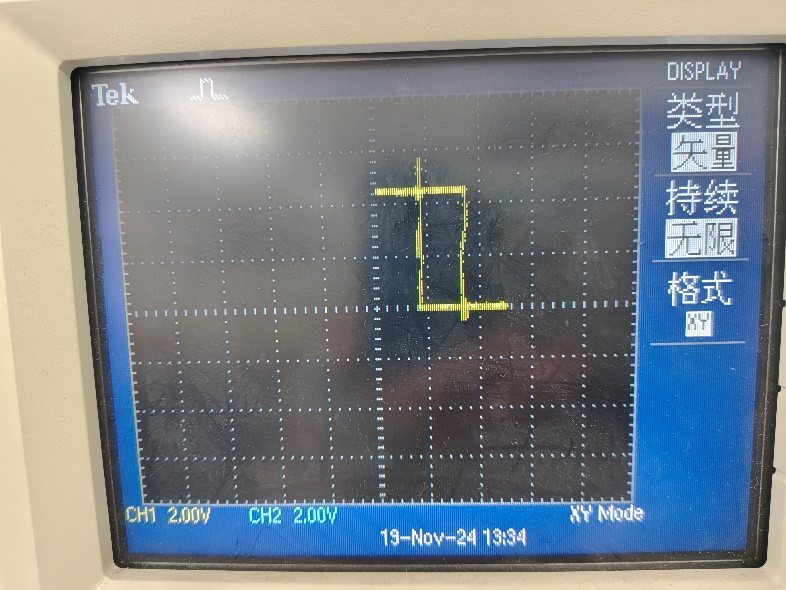 Tek
DISPLAY
类型
矢量
持续
无限
格式
XY
CH1 2.00V CH2 2.00V XY Mode
19-Nov-24 13:34